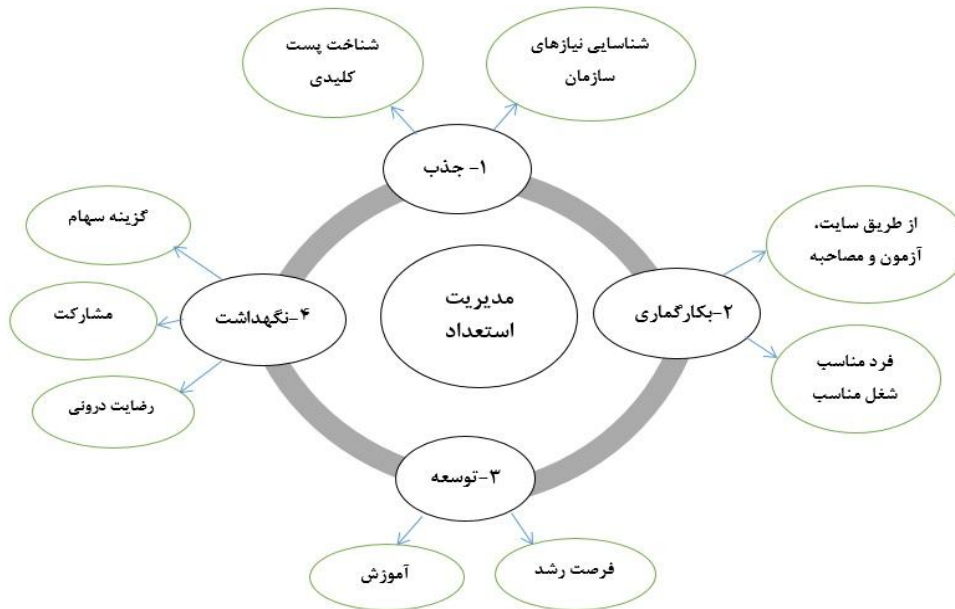 شناسایی نیازهای
سازمان
شناخت پست
کلیدی
۱- جذب
از طریق سایت،
آزمون و مصاحبه
گزینه سهام
مدیریت
استعداد
۲-بکارگماری
۴-نگهداشت
مشارکت
فرد مناسب
شغل مناسب
رضایت درونی
۳-توسعه
فرصت رشد
آموزش